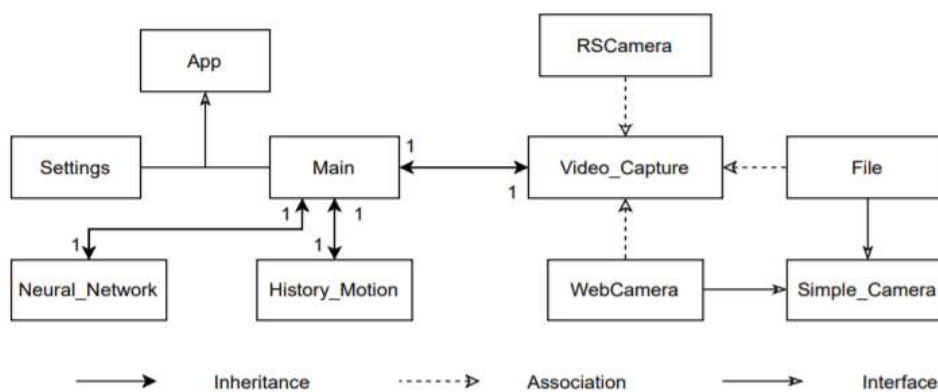 RSCamera
App
Settings
Main
1
1
Video_Capture
File
1
1
1
1
Neural_Network
History_Motion
WebCamera
Simple_Camera
Inheritance
Association
Interface